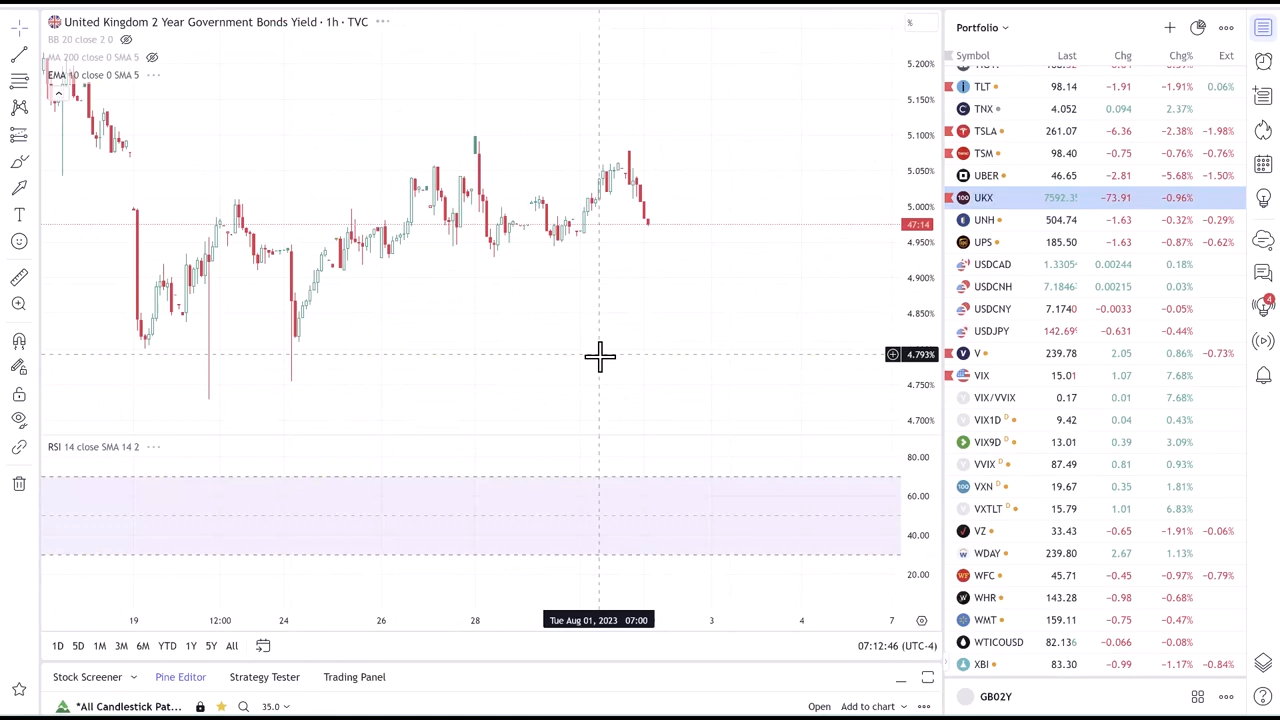 United Kingdom 2 Year Government Bonds Yield · 1h · TVC
BB 20 close 2 0
MA 200 close 0 SMA 5
EMA 10 close 0 SMA 5
%
5.200%
5.150%
5.100%
5.050%
5.000%
47:14
4.950%
4.900%
4.850%
4.793%
4.750%
4.700%
RSI 14 close SMA 14 2
80.00
60.00
40.00
20.00
19 12:00 24 26 28 Tue Aug 01, 2023 07:00 3 4 7
1D 5D 1M 3M 6M YTD 1Y 5Y All 07:12:46 (UTC-4)
Stock Screener Pine Editor Strategy Tester Trading Panel
*All Candlestick Pat... 35.0 Open Add to chart
Portfolio
Symbol Last Chg Chg% Ext
TLT 98.14 −1.91 −1.91% 0.06%
TNX 4.052 0.094 2.37%
TSLA 261.07 −6.36 −2.38% −1.98%
TSM 98.40 −0.75 −0.76% −0.76%
UBER 46.65 −2.81 −5.68% −1.50%
UKX 7592.35 −73.91 −0.96%
UNH 504.74 −1.63 −0.32% −0.29%
UPS 185.50 −1.63 −0.87% −0.62%
USDCAD 1.33054 0.00244 0.18%
USDCNH 7.1846 0.00215 0.03%
USDCNY 7.1740 −0.0033 −0.05%
USDJPY 142.69 −0.631 −0.44%
V 239.78 2.05 0.86% −0.73%
VIX 15.01 1.07 7.68%
VIX/VVIX 0.17 0.01 7.68%
VIX1D D 9.42 0.04 0.43%
VIX9D D 13.01 0.39 3.09%
VVIX D 87.49 0.81 0.93%
VXN D 19.67 0.35 1.81%
VXTLT D 15.79 1.01 6.83%
VZ 33.43 −0.65 −1.91% −0.06%
WDAY 239.80 2.67 1.13%
WFC 45.71 −0.45 −0.97% −0.79%
WHR 143.28 −0.98 −0.68%
WMT 159.11 −0.75 −0.47%
WTICOUSD 82.136 −0.066 −0.08%
XBI 83.30 −0.99 −1.17% −0.84%
GB02Y
4